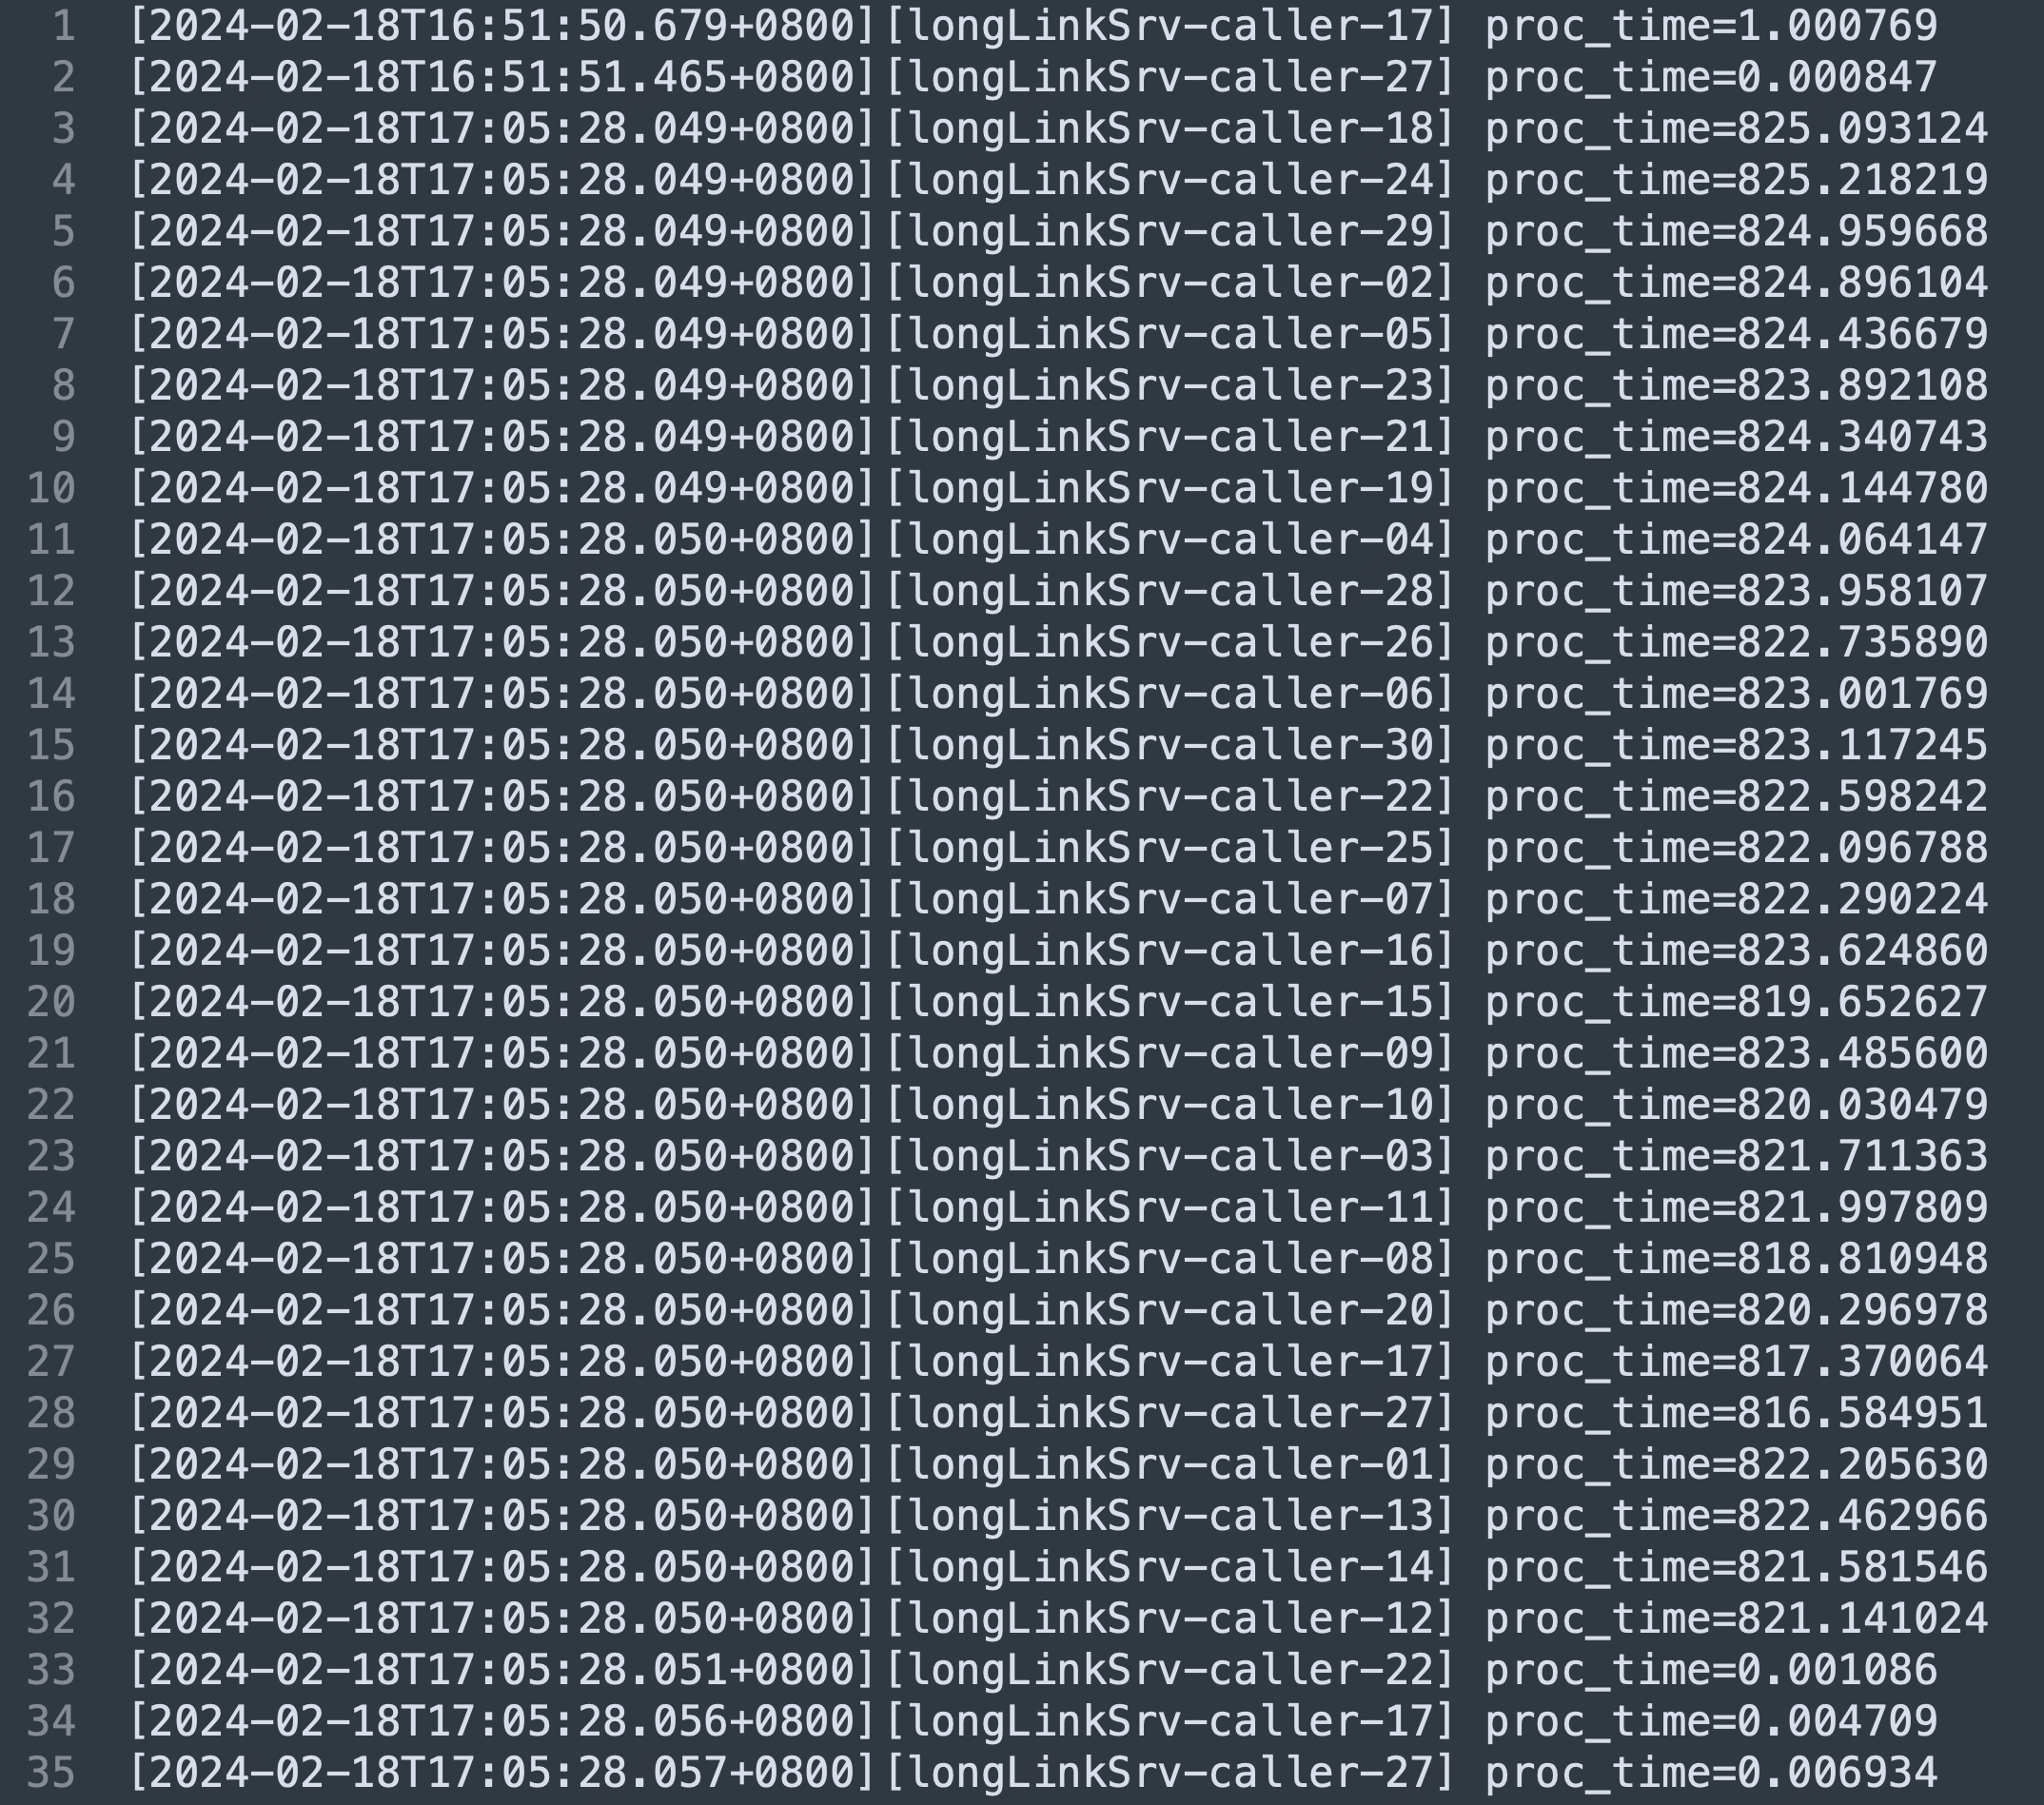 1 [2024-02-18T16:51:50.679+0800][longLinkSrv-caller-17] proc_time=1.000769
2 [2024-02-18T16:51:51.465+0800][longLinkSrv-caller-27] proc_time=0.000847
3 [2024-02-18T17:05:28.049+0800][longLinkSrv-caller-18] proc_time=825.093124
4 [2024-02-18T17:05:28.049+0800][longLinkSrv-caller-24] proc_time=825.218219
5 [2024-02-18T17:05:28.049+0800][longLinkSrv-caller-29] proc_time=824.959668
6 [2024-02-18T17:05:28.049+0800][longLinkSrv-caller-02] proc_time=824.896104
7 [2024-02-18T17:05:28.049+0800][longLinkSrv-caller-05] proc_time=824.436679
8 [2024-02-18T17:05:28.049+0800][longLinkSrv-caller-23] proc_time=823.892108
9 [2024-02-18T17:05:28.049+0800][longLinkSrv-caller-21] proc_time=824.340743
10 [2024-02-18T17:05:28.049+0800][longLinkSrv-caller-19] proc_time=824.144780
11 [2024-02-18T17:05:28.050+0800][longLinkSrv-caller-04] proc_time=824.064147
12 [2024-02-18T17:05:28.050+0800][longLinkSrv-caller-28] proc_time=823.958107
13 [2024-02-18T17:05:28.050+0800][longLinkSrv-caller-26] proc_time=822.735890
14 [2024-02-18T17:05:28.050+0800][longLinkSrv-caller-06] proc_time=823.001769
15 [2024-02-18T17:05:28.050+0800][longLinkSrv-caller-30] proc_time=823.117245
16 [2024-02-18T17:05:28.050+0800][longLinkSrv-caller-22] proc_time=822.598242
17 [2024-02-18T17:05:28.050+0800][longLinkSrv-caller-25] proc_time=822.096788
18 [2024-02-18T17:05:28.050+0800][longLinkSrv-caller-07] proc_time=822.290224
19 [2024-02-18T17:05:28.050+0800][longLinkSrv-caller-16] proc_time=823.624860
20 [2024-02-18T17:05:28.050+0800][longLinkSrv-caller-15] proc_time=819.652627
21 [2024-02-18T17:05:28.050+0800][longLinkSrv-caller-09] proc_time=823.485600
22 [2024-02-18T17:05:28.050+0800][longLinkSrv-caller-10] proc_time=820.030479
23 [2024-02-18T17:05:28.050+0800][longLinkSrv-caller-03] proc_time=821.711363
24 [2024-02-18T17:05:28.050+0800][longLinkSrv-caller-11] proc_time=821.997809
25 [2024-02-18T17:05:28.050+0800][longLinkSrv-caller-08] proc_time=818.810948
26 [2024-02-18T17:05:28.050+0800][longLinkSrv-caller-20] proc_time=820.296978
27 [2024-02-18T17:05:28.050+0800][longLinkSrv-caller-17] proc_time=817.370064
28 [2024-02-18T17:05:28.050+0800][longLinkSrv-caller-27] proc_time=816.584951
29 [2024-02-18T17:05:28.050+0800][longLinkSrv-caller-01] proc_time=822.205630
30 [2024-02-18T17:05:28.050+0800][longLinkSrv-caller-13] proc_time=822.462966
31 [2024-02-18T17:05:28.050+0800][longLinkSrv-caller-14] proc_time=821.581546
32 [2024-02-18T17:05:28.050+0800][longLinkSrv-caller-12] proc_time=821.141024
33 [2024-02-18T17:05:28.051+0800][longLinkSrv-caller-22] proc_time=0.001086
34 [2024-02-18T17:05:28.056+0800][longLinkSrv-caller-17] proc_time=0.004709
35 [2024-02-18T17:05:28.057+0800][longLinkSrv-caller-27] proc_time=0.006934